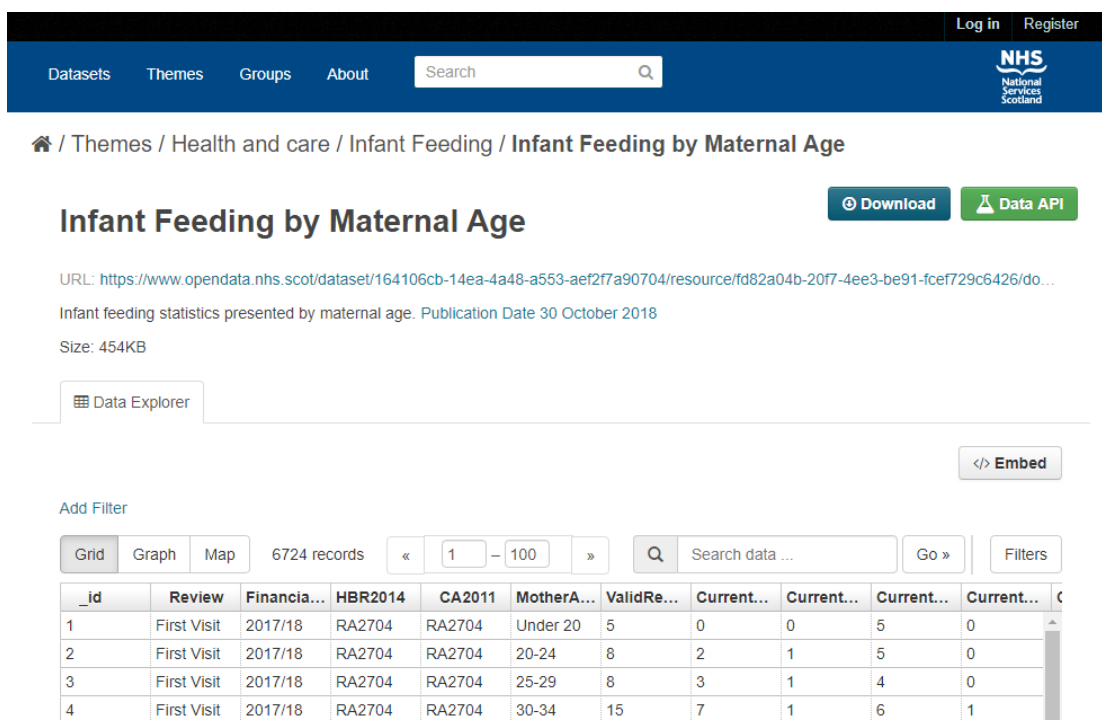 Log in Register
Datasets Themes Groups About Search
NHS
National
Services
Scotland
/ Themes / Health and care / Infant Feeding / Infant Feeding by Maternal Age
Infant Feeding by Maternal Age
Download Data API
URL: https://www.opendata.nhs.scot/dataset/164106cb-14ea-4a48-a553-aef2f7a90704/resource/fd82a04b-20f7-4ee3-be91-fcef729c6426/do…
Infant feeding statistics presented by maternal age. Publication Date 30 October 2018
Size: 454KB
Data Explorer
</> Embed
Add Filter
Grid Graph Map 6724 records « 1 – 100 » Search data ... Go » Filters
_id Review Financia... HBR2014 CA2011 MotherA... ValidRe... Current... Current... Current... Current...
1 First Visit 2017/18 RA2704 RA2704 Under 20 5 0 0 5 0
2 First Visit 2017/18 RA2704 RA2704 20-24 8 2 1 5 0
3 First Visit 2017/18 RA2704 RA2704 25-29 8 3 1 4 0
4 First Visit 2017/18 RA2704 RA2704 30-34 15 7 1 6 1